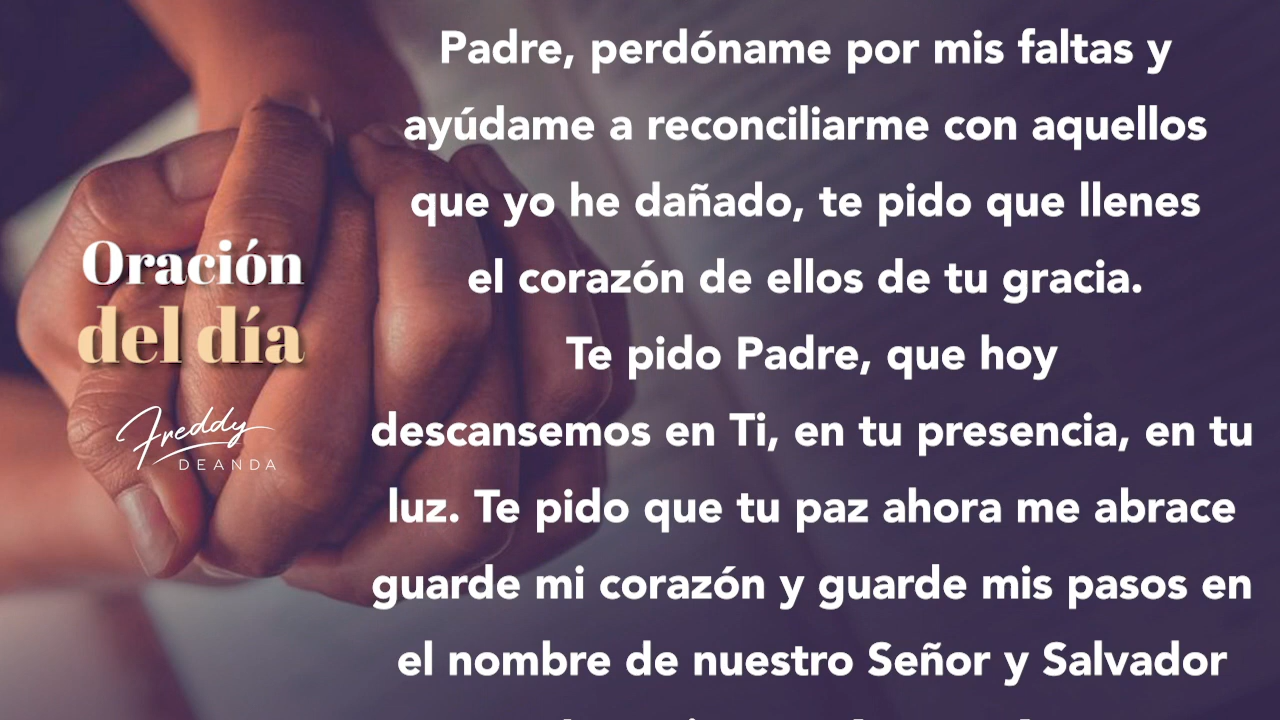 Oración
del día
Freddy
DEANDA
Padre, perdóname por mis faltas y
ayúdame a reconciliarme con aquellos
que yo he dañado, te pido que llenes
el corazón de ellos de tu gracia.
Te pido Padre, que hoy
descansemos en Ti, en tu presencia, en tu
luz. Te pido que tu paz ahora me abrace
guarde mi corazón y guarde mis pasos en
el nombre de nuestro Señor y Salvador